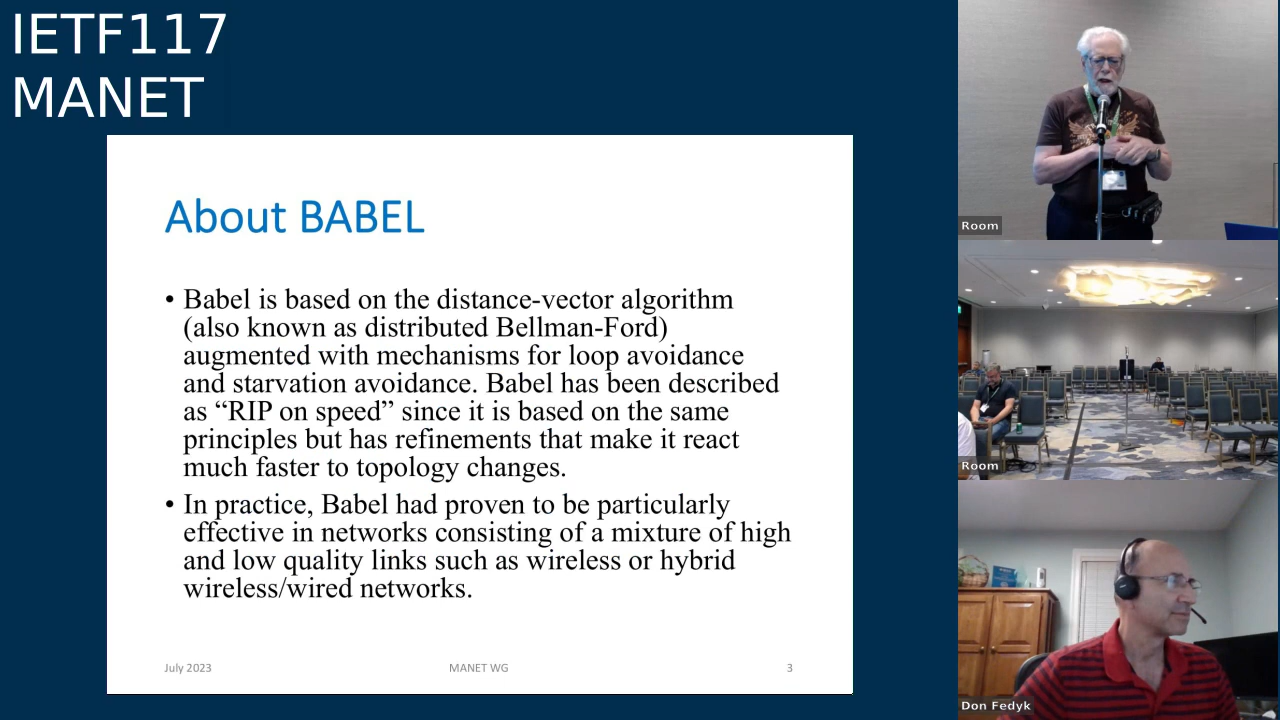 IETF117
MANET
About BABEL
• Babel is based on the distance-vector algorithm
(also known as distributed Bellman-Ford)
augmented with mechanisms for loop avoidance
and starvation avoidance. Babel has been described
as “RIP on speed” since it is based on the same
principles but has refinements that make it react
much faster to topology changes.
• In practice, Babel had proven to be particularly
effective in networks consisting of a mixture of high
and low quality links such as wireless or hybrid
wireless/wired networks.
July 2023
MANET WG
3
Room
Room
Don Fedyk